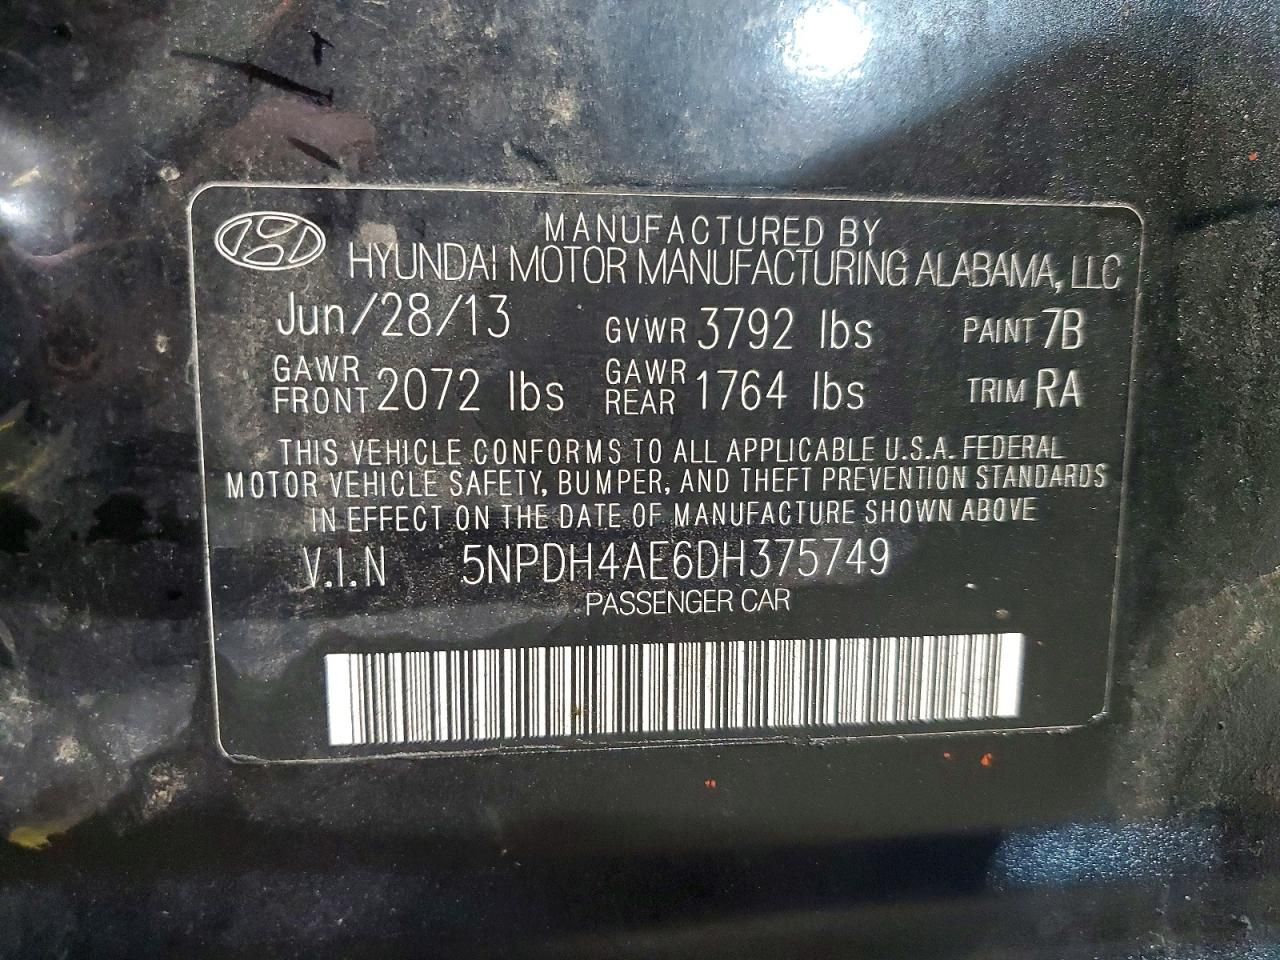 MANUFACTURED BY
HYUNDAI MOTOR MANUFACTURING ALABAMA, LLC
Jun/28/13 GVWR 3792 lbs PAINT 7B
GAWR FRONT 2072 lbs GAWR REAR 1764 lbs TRIM RA
THIS VEHICLE CONFORMS TO ALL APPLICABLE U.S.A. FEDERAL
MOTOR VEHICLE SAFETY, BUMPER, AND THEFT PREVENTION STANDARDS
IN EFFECT ON THE DATE OF MANUFACTURE SHOWN ABOVE
V.I.N 5NPDH4AE6DH375749
PASSENGER CAR